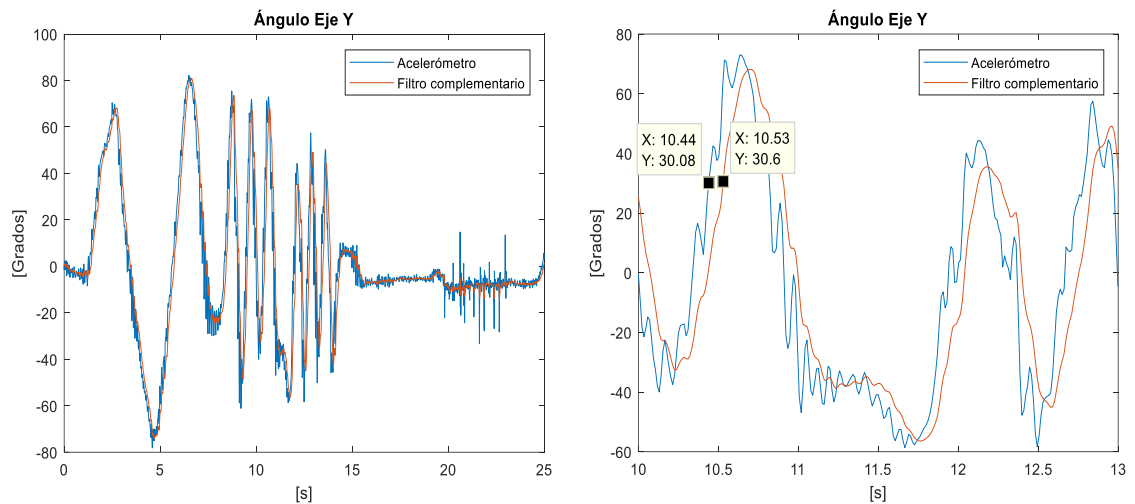 Ángulo Eje Y
100
80
60
40
20
0
-20
-40
-60
-80
[Grados]
0
5
10
15
20
25
[s]
Acelerómetro
Filtro complementario
Ángulo Eje Y
80
60
40
20
0
-20
-40
-60
[Grados]
10
10.5
11
11.5
12
12.5
13
[s]
Acelerómetro
Filtro complementario
X: 10.44
Y: 30.08
X: 10.53
Y: 30.6